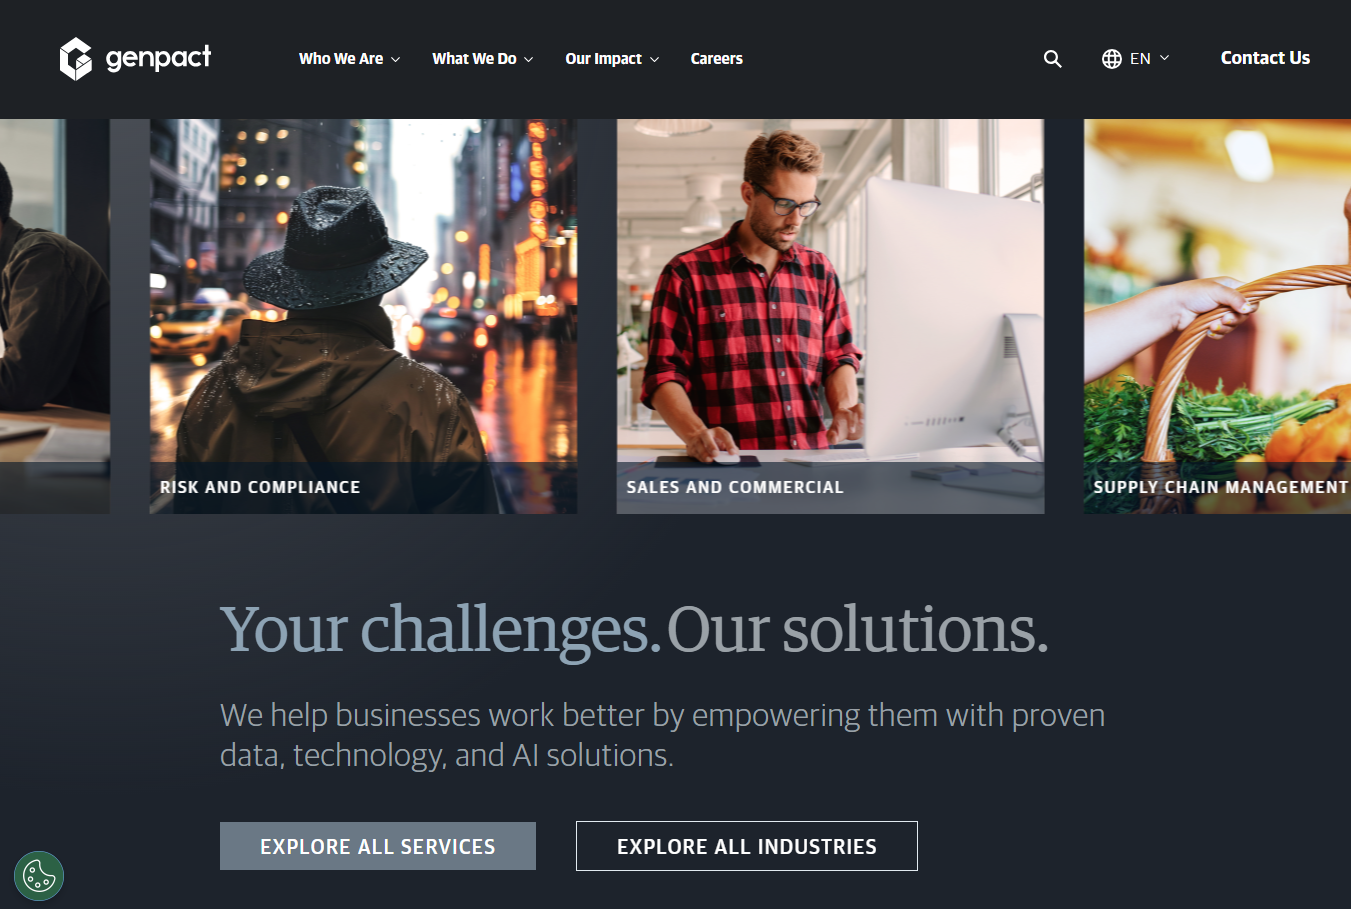 genpact
Who We Are
What We Do
Our Impact
Careers
EN
Contact Us
RISK AND COMPLIANCE
SALES AND COMMERCIAL
SUPPLY CHAIN MANAGEMENT
Your challenges. Our solutions.
We help businesses work better by empowering them with proven
data, technology, and AI solutions.
EXPLORE ALL SERVICES
EXPLORE ALL INDUSTRIES